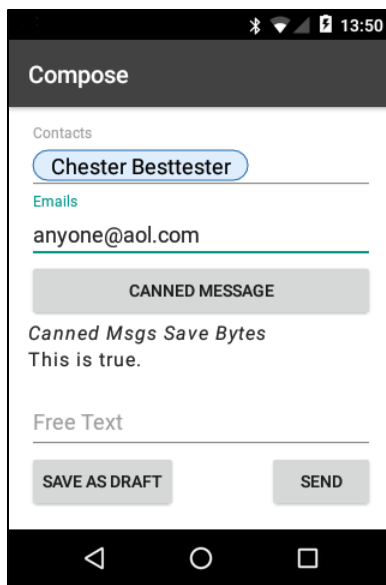 13:50
Compose
Contacts
Chester Besttester
Emails
anyone@aol.com
CANNED MESSAGE
Canned Msgs Save Bytes
This is true.
Free Text
SAVE AS DRAFT SEND